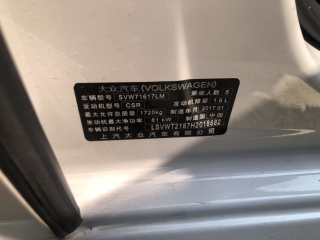 大众汽车(VOLKSWAGEN)
车辆型号 SVW71617LM 乘坐人数 5
发动机型号 CSR 发动机排量 1.6L
最大允许总质量 1720kg 制造年月 2017.01
发动机最大净功率 81 kW 制造国 中国
车辆识别代号 LSVWT2187H2018882
上汽大众汽车有限公司